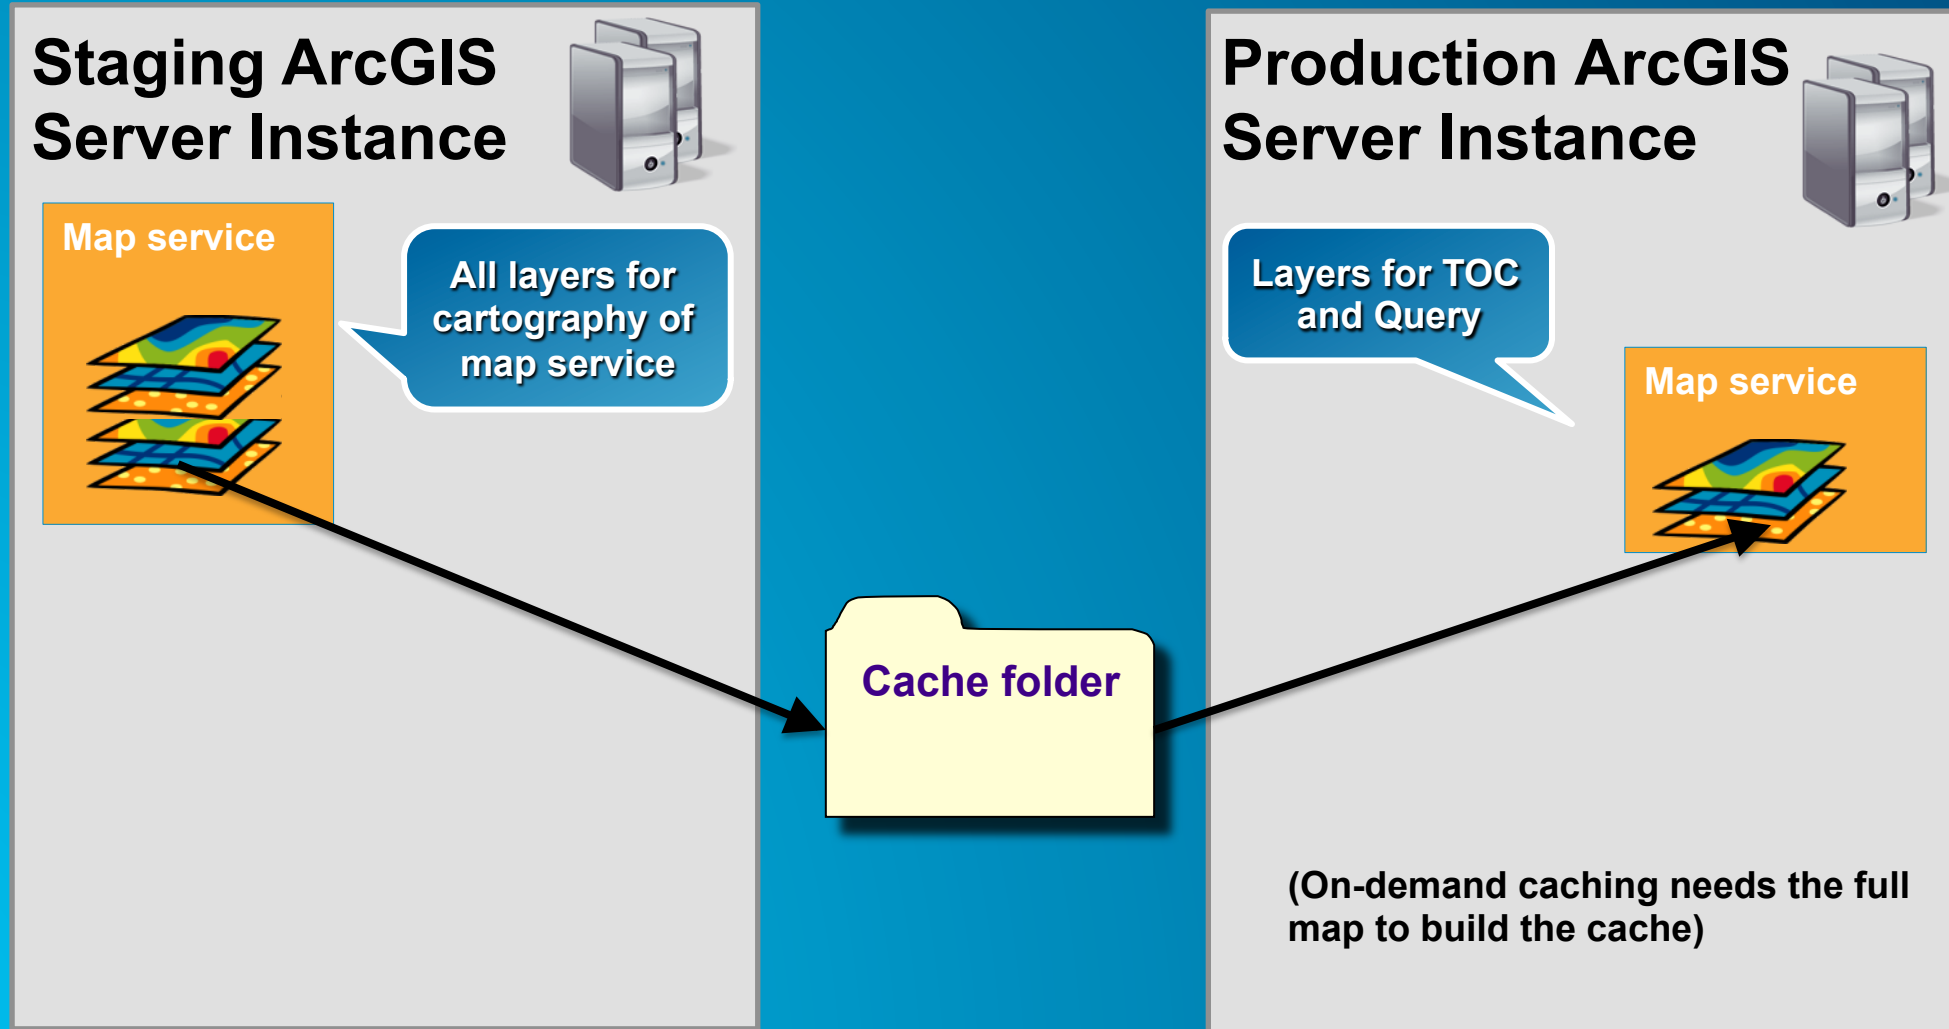 Staging ArcGIS
Server Instance
Map service
All layers for
cartography of
map service
Cache folder
Production ArcGIS
Server Instance
Layers for TOC
and Query
Map service
(On-demand caching needs the full
map to build the cache)